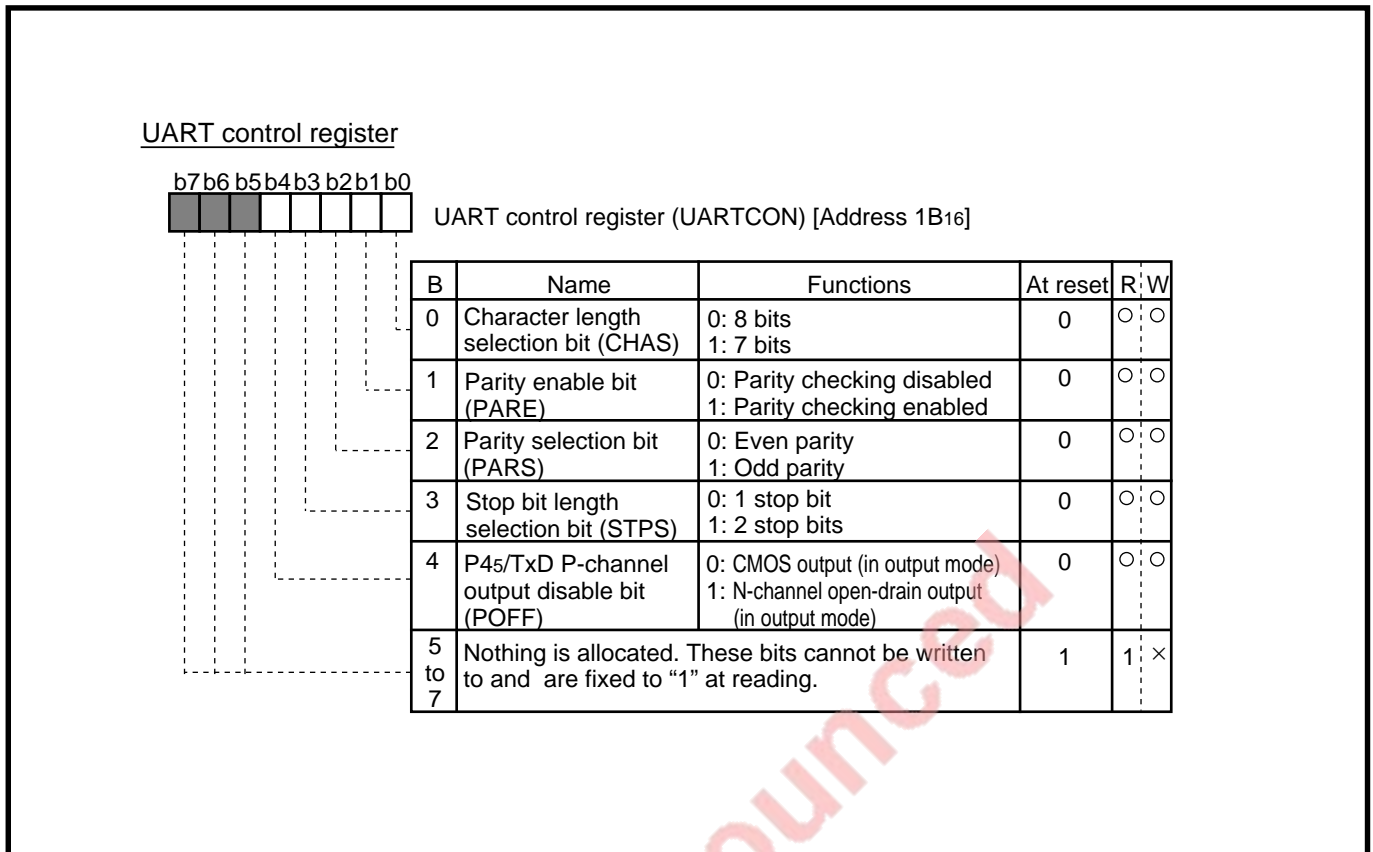 UART control register
b7 b6 b5 b4 b3 b2 b1 b0
UART control register (UARTCON) [Address 1B16]
B Name Functions At reset R W
0 Character length selection bit (CHAS) 0: 8 bits 1: 7 bits 0 ○ ○
1 Parity enable bit (PARE) 0: Parity checking disabled 1: Parity checking enabled 0 ○ ○
2 Parity selection bit (PARS) 0: Even parity 1: Odd parity 0 ○ ○
3 Stop bit length selection bit (STPS) 0: 1 stop bit 1: 2 stop bits 0 ○ ○
4 P45/TxD P-channel output disable bit (POFF) 0: CMOS output (in output mode) 1: N-channel open-drain output (in output mode) 0 ○ ○
5 to 7 Nothing is allocated. These bits cannot be written to and are fixed to “1” at reading. 1 1 ×
ounced